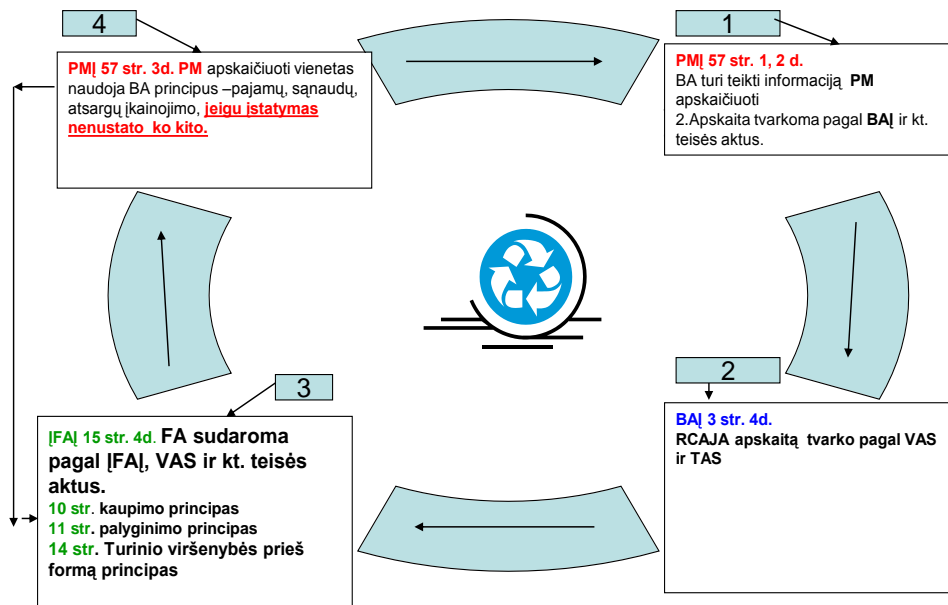 1
PMĮ 57 str. 1, 2 d.
BA turi teikti informaciją PM
apskaičiuoti
2.Apskaita tvarkoma pagal BAĮ ir kt.
teisės aktus.
2
BAĮ 3 str. 4d.
RCAJA apskaitą tvarko pagal VAS
ir TAS
3
ĮFAĮ 15 str. 4d. FA sudaroma
pagal ĮFAĮ, VAS ir kt. teisės
aktus.
10 str. kaupimo principas
11 str. palyginimo principas
14 str. Turinio viršenybės prieš
formą principas
4
PMĮ 57 str. 3d. PM apskaičiuoti vienetas
naudoja BA principus –pajamų, sąnaudų,
atsargų įkainojimo, jeigu įstatymas
nenustato ko kito.